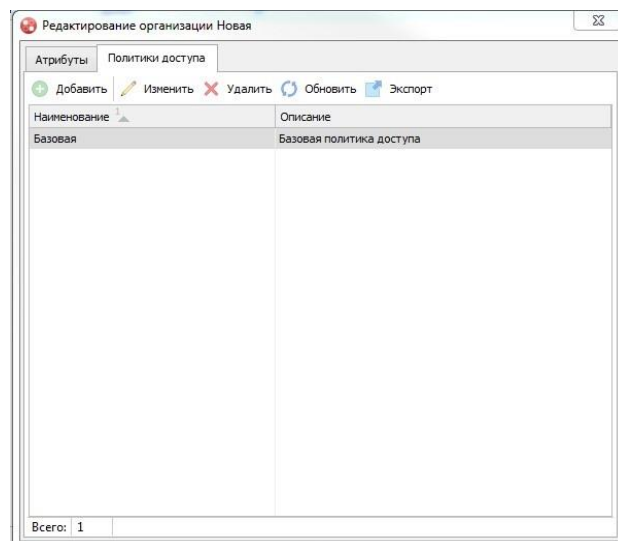 Редактирование организации Новая
Атрибуты Политики доступа
Добавить Изменить Удалить Обновить Экспорт
Наименование 1 Описание
Базовая Базовая политика доступа
Всего: 1